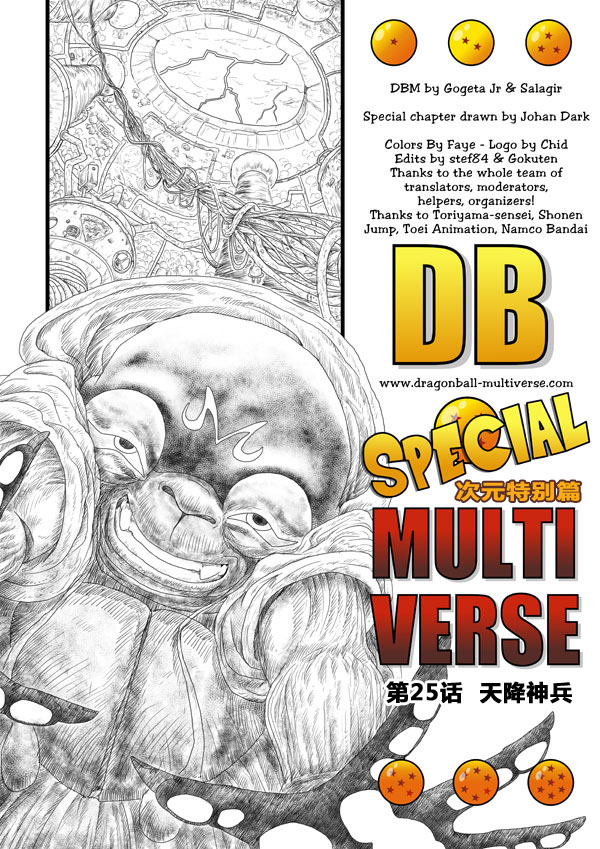 DBM by Gogeta Jr & Salagir
Special chapter drawn by Johan Dark
Colors By Faye - Logo by Chid
Edits by stef84 & Gokuten
Thanks to the whole team of
translators, moderators,
helpers, organizers!
Thanks to Toriyama-sensei, Shonen
Jump, Toei Animation, Namco Bandai
DB
www.dragonball-multiverse.com
SPECIAL
次元特别篇
MULTI
VERSE
第25话 天降神兵